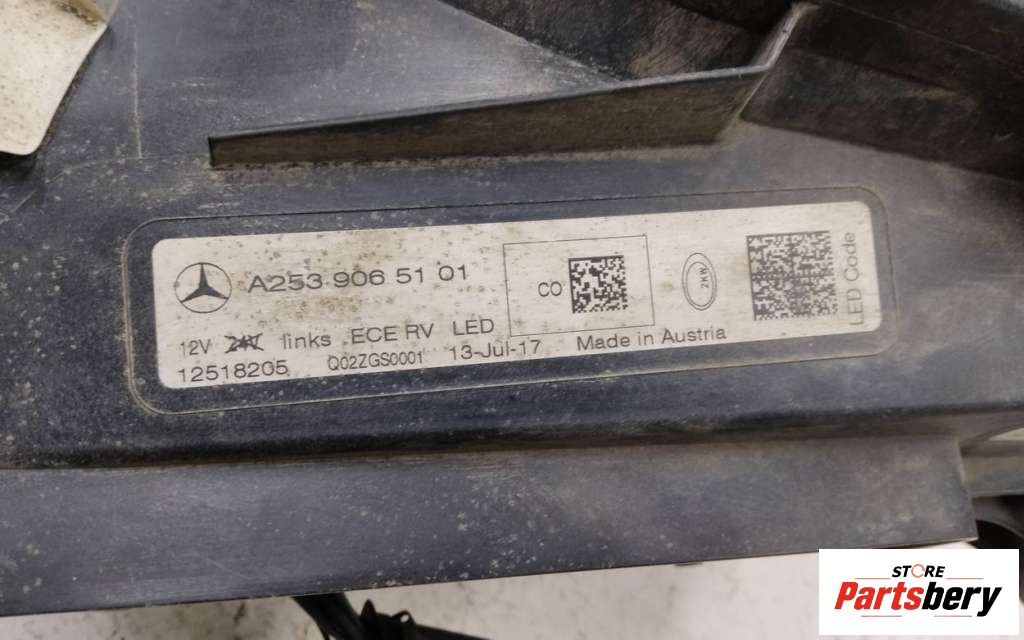 A253 906 51 01
CO
ZKW
12V 24V links ECE RV LED
12518205 Q02ZGS0001 13-Jul-17 Made in Austria
LED Code
STORE
Partsbery